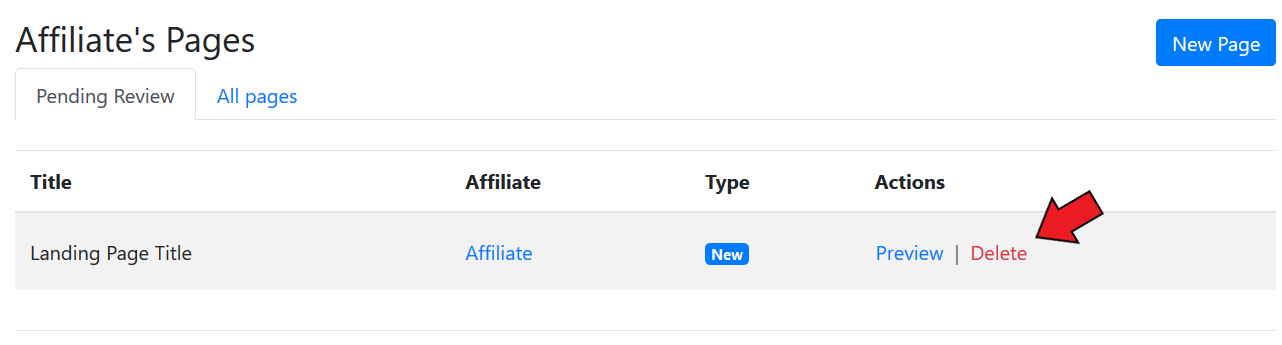 Affiliate's Pages
New Page
Pending Review All pages
Title Affiliate Type Actions
Landing Page Title Affiliate New Preview | Delete